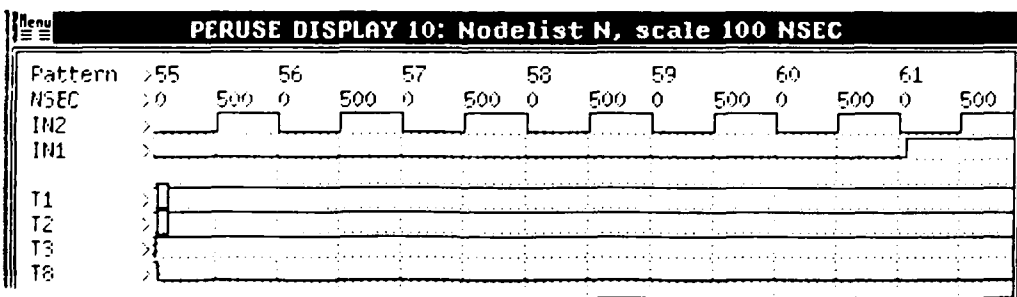 Menu
PERUSE DISPLAY 10: Nodelist N, scale 100 NSEC
Pattern >55 56 57 58 59 60 61
NSEC >0 500 0 500 0 500 0 500 0 500 0 500 0 500
IN2 >
IN1 >
T1 >
T2 >
T3 >
T8 >